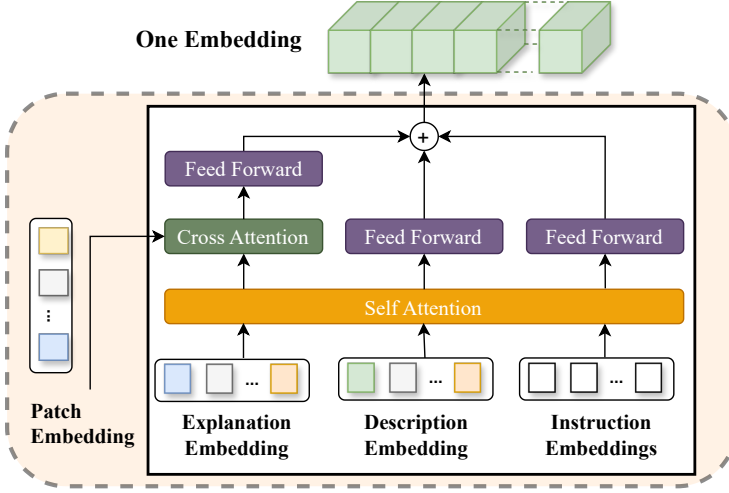 One Embedding
+
Feed Forward
Cross Attention
Feed Forward
Feed Forward
Self Attention
...
...
...
...
Patch
Embedding
Explanation
Embedding
Description
Embedding
Instruction
Embeddings